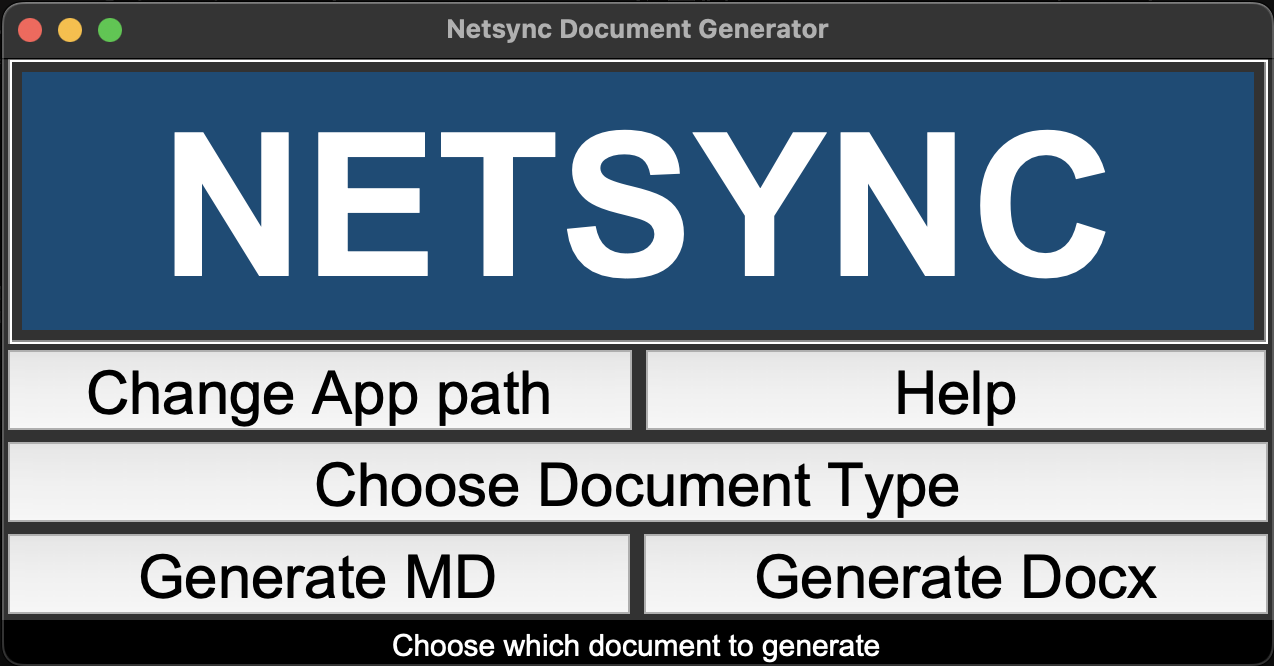 Netsync Document Generator
NETSYNC
Change App path
Help
Choose Document Type
Generate MD
Generate Docx
Choose which document to generate